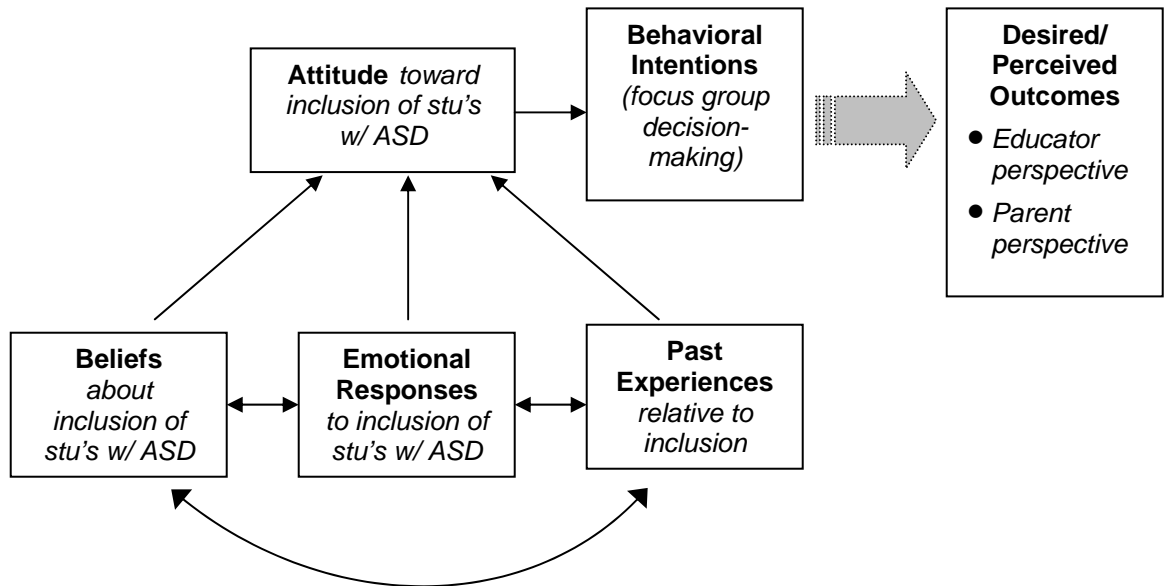 Attitude toward
inclusion of stu's
w/ ASD
Behavioral
Intentions
(focus group
decision-
making)
Desired/
Perceived
Outcomes
● Educator
perspective
● Parent
perspective
Beliefs
about
inclusion of
stu's w/ ASD
Emotional
Responses
to inclusion of
stu's w/ ASD
Past
Experiences
relative to
inclusion